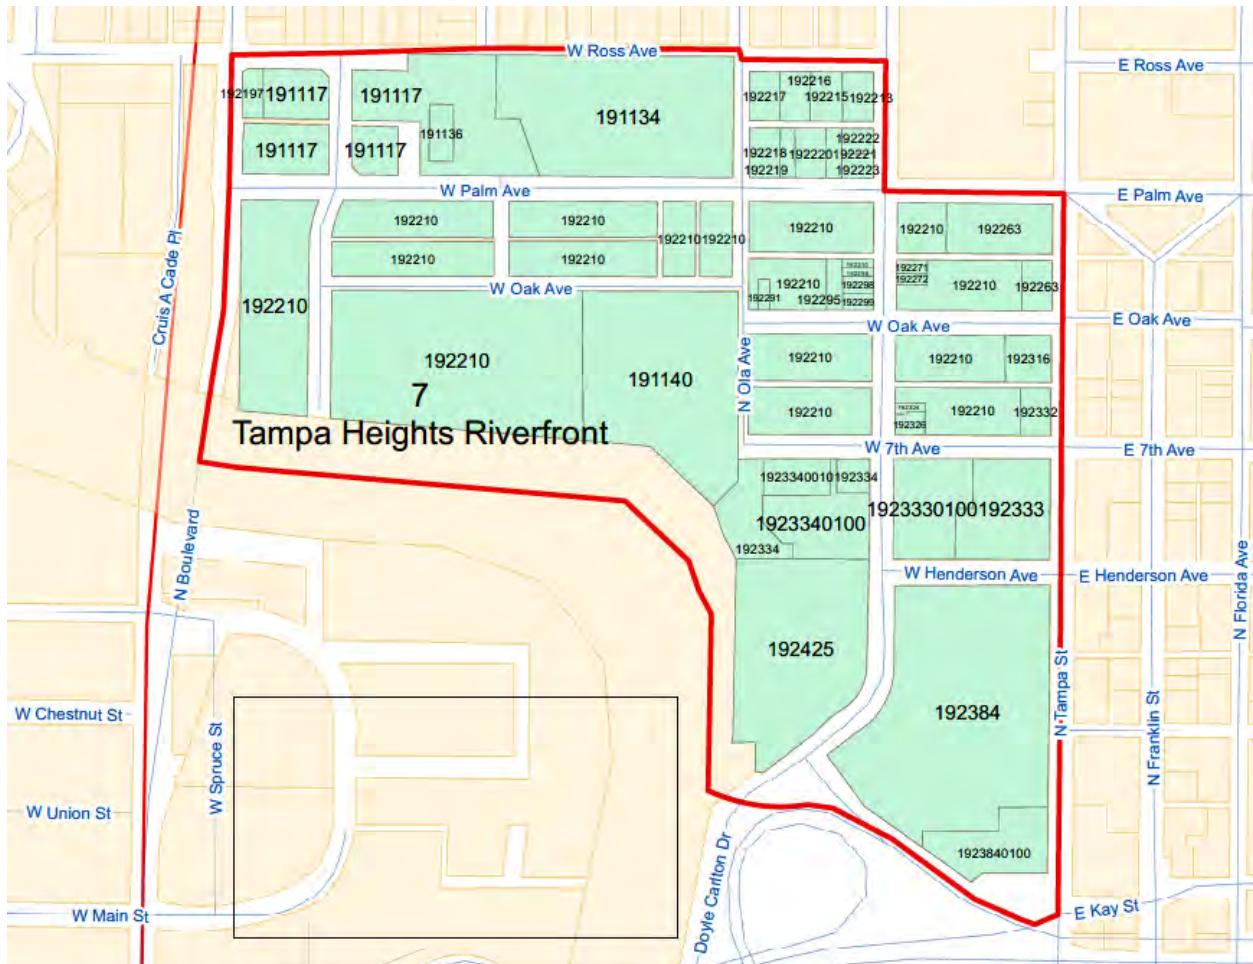 W Ross Ave
E Ross Ave
192197
191117
191117
191134
192216
192217
192215
192213
191136
191117
191117
192218
192220
192222
192221
192219
192223
W Palm Ave
E Palm Ave
192210
192210
192210
192210
192263
192210
192210
192210
192210
Cruis A Cade Pl
192271
192272
192210
192298
192210
192263
192291
192295
192299
W Oak Ave
192210
W Oak Ave
E Oak Ave
192210
191140
N Ola Ave
192210
192210
192316
7
Tampa Heights Riverfront
192210
192326
192210
192332
W 7th Ave
E 7th Ave
1923340010
192334
1923340100
1923330100
192333
192334
N Boulevard
W Henderson Ave
E Henderson Ave
N Florida Ave
192425
192384
N Tampa St
N Franklin St
W Chestnut St
W Spruce St
W Union St
1923840100
Doyle Carlton Dr
W Main St
E Kay St